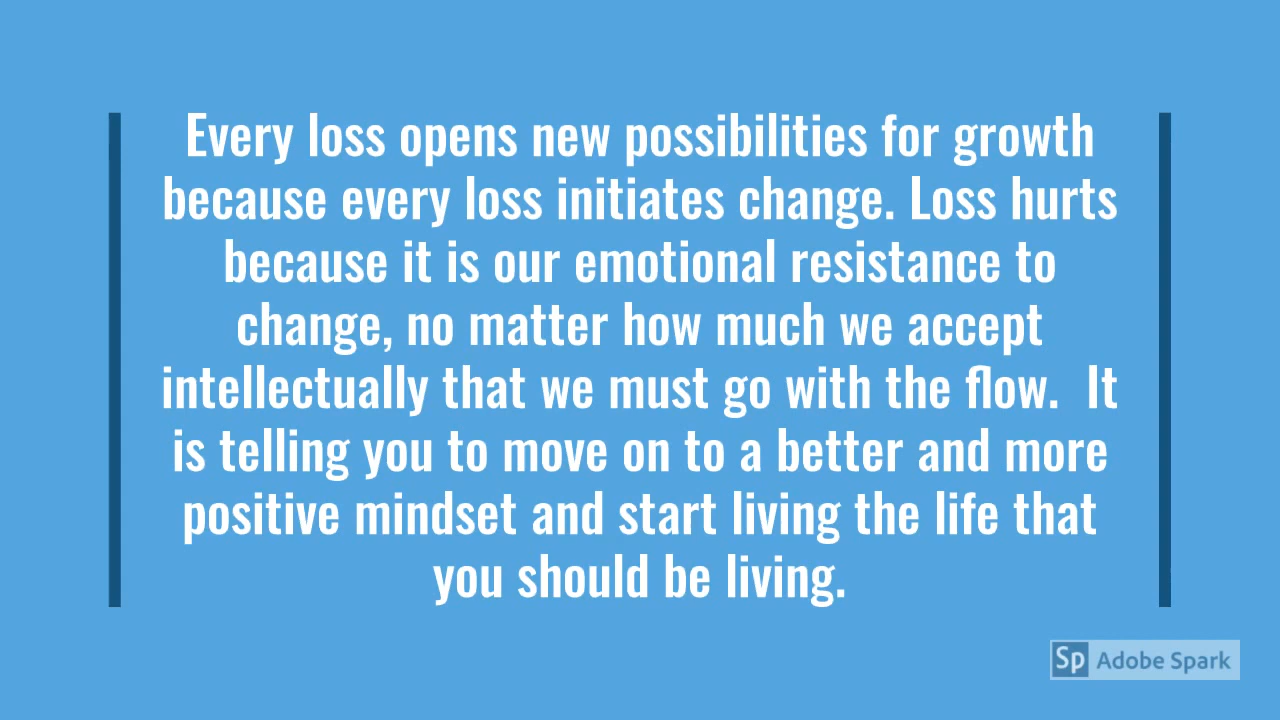 Every loss opens new possibilities for growth
because every loss initiates change. Loss hurts
because it is our emotional resistance to
change, no matter how much we accept
intellectually that we must go with the flow.  It
is telling you to move on to a better and more
positive mindset and start living the life that
you should be living.
Sp Adobe Spark